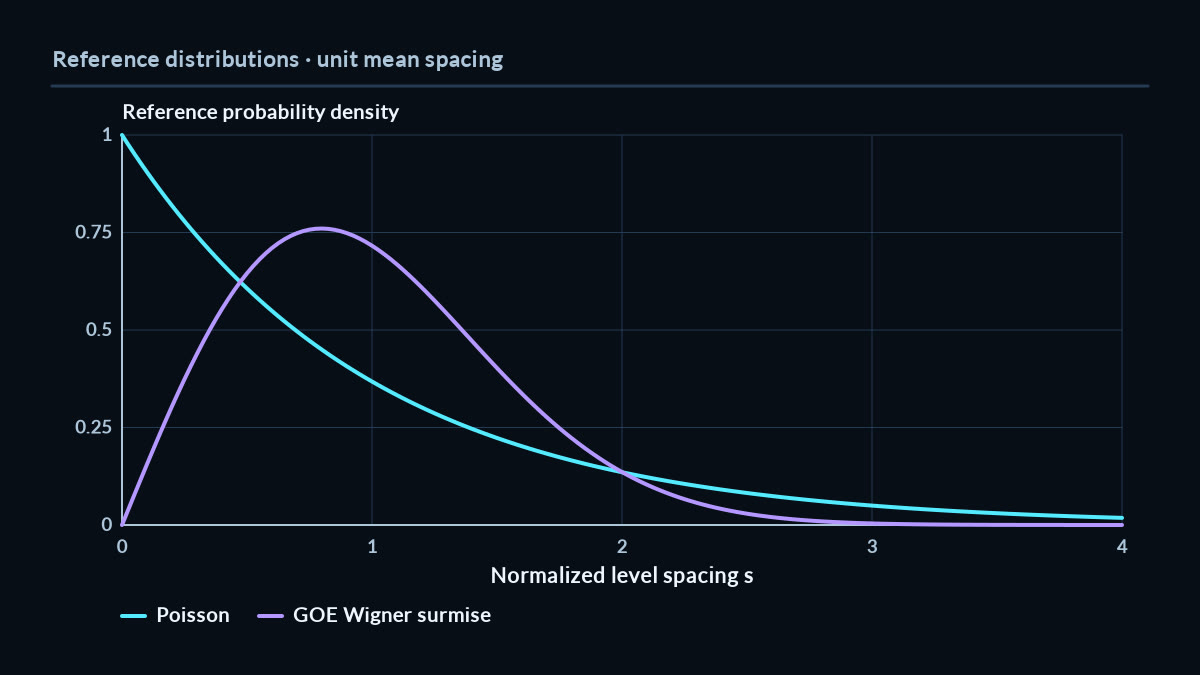 Reference distributions · unit mean spacing
Reference probability density
1
0.75
0.5
0.25
0
0 1 2 3 4
Normalized level spacing s
Poisson GOE Wigner surmise